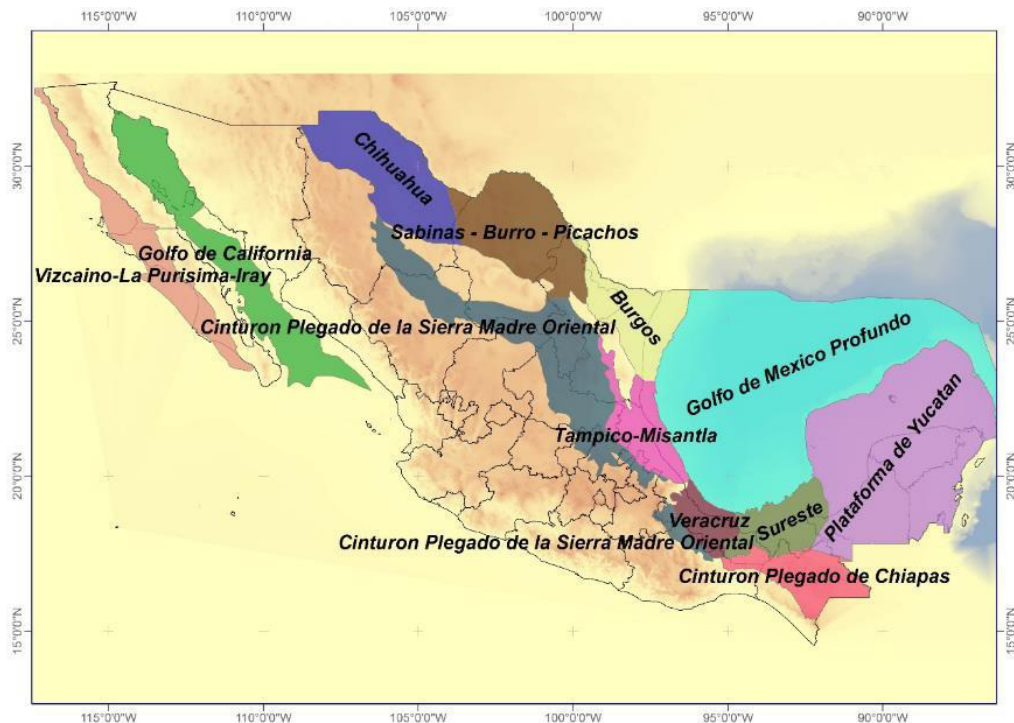 115°0'0"W 110°0'0"W 105°0'0"W 100°0'0"W 95°0'0"W 90°0'0"W
30°0'0"N 30°0'0"N
Chihuahua
Sabinas - Burro - Picachos
Golfo de California
Vizcaino-La Purisima-Iray
25°0'0"N 25°0'0"N
Burgos
Cinturon Plegado de la Sierra Madre Oriental
Golfo de Mexico Profundo
Tampico-Misantla
Plataforma de Yucatan
20°0'0"N 20°0'0"N
Veracruz
Sureste
Cinturon Plegado de la Sierra Madre Oriental
Cinturon Plegado de Chiapas
15°0'0"N 15°0'0"N
115°0'0"W 110°0'0"W 105°0'0"W 100°0'0"W 95°0'0"W 90°0'0"W